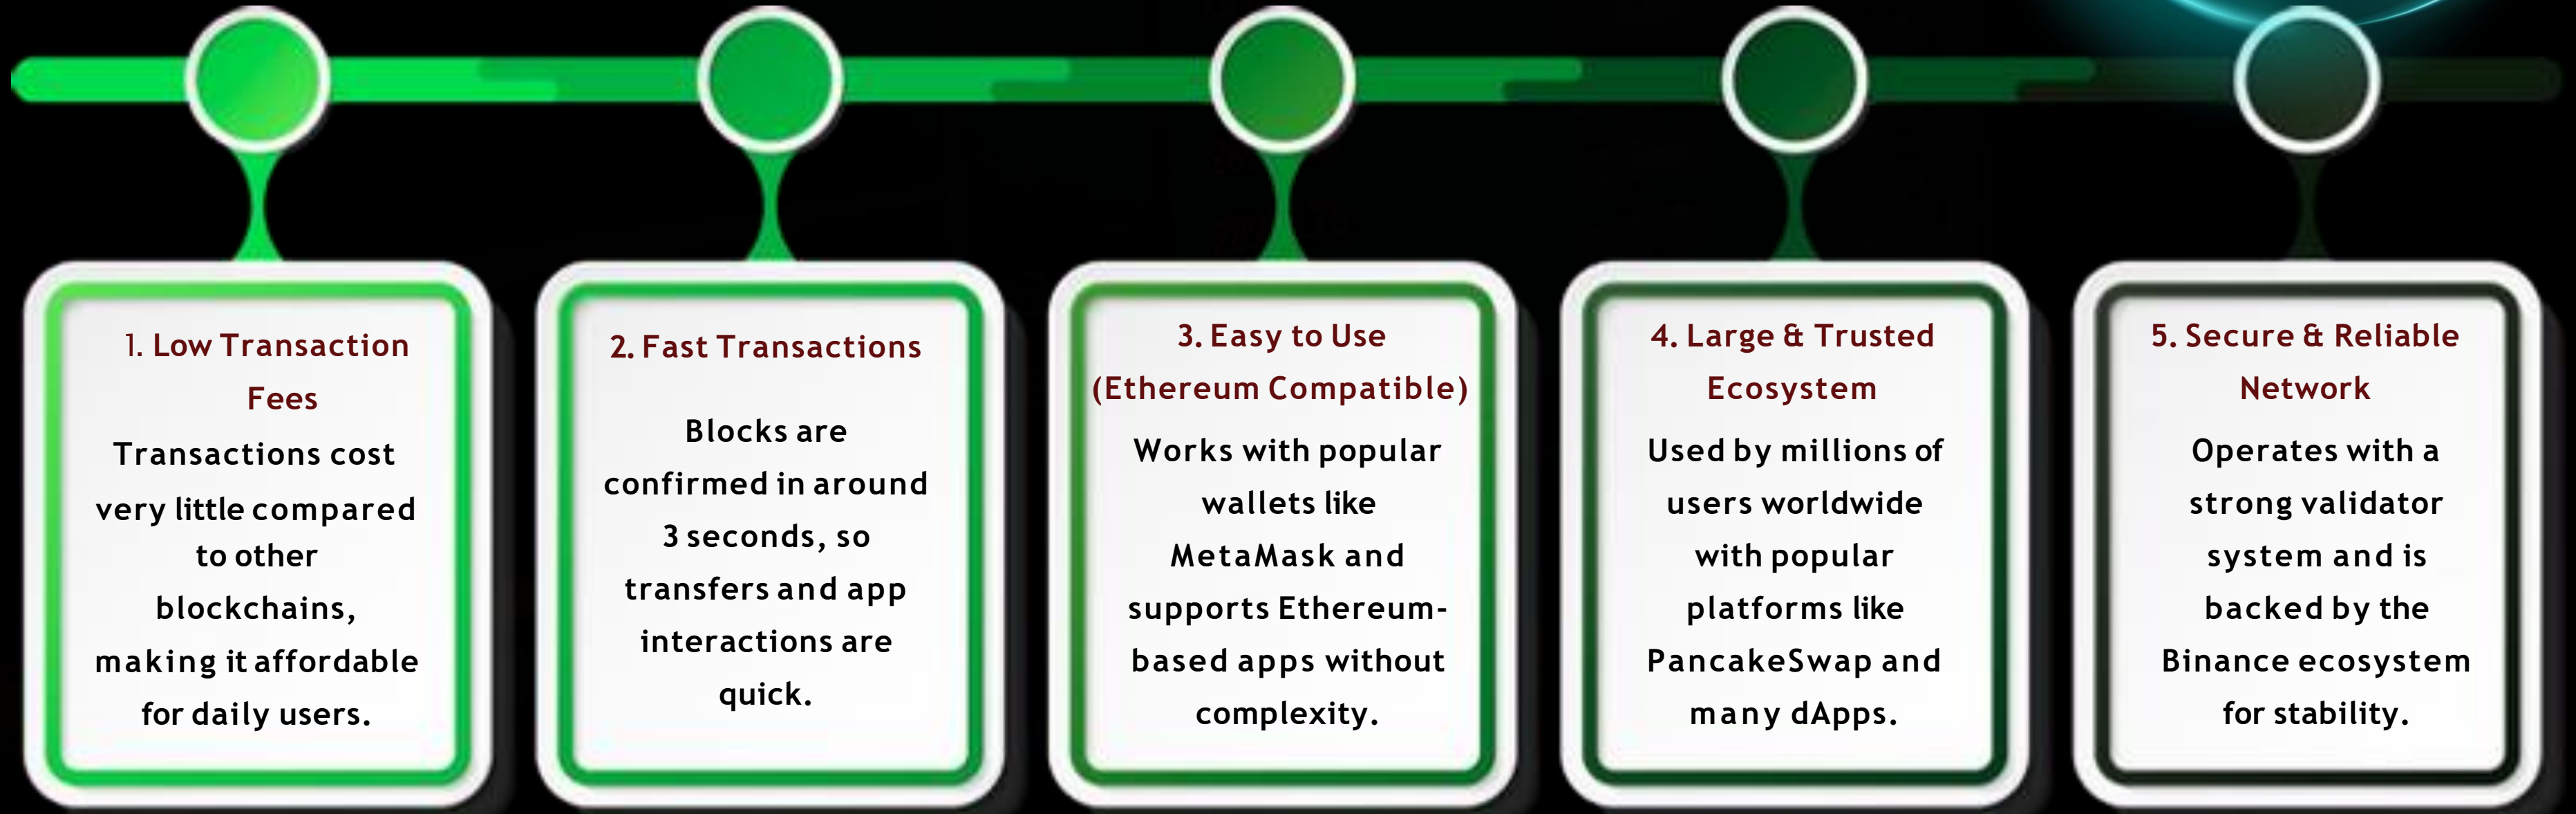 1. Low Transaction
Fees
Transactions cost
very little compared
to other
blockchains,
making it affordable
for daily users.
2. Fast Transactions
Blocks are
confirmed in around
3 seconds, so
transfers and app
interactions are
quick.
3. Easy to Use
(Ethereum Compatible)
Works with popular
wallets like
MetaMask and
supports Ethereum-
based apps without
complexity.
4. Large & Trusted
Ecosystem
Used by millions of
users worldwide
with popular
platforms like
PancakeSwap and
many dApps.
5. Secure & Reliable
Network
Operates with a
strong validator
system and is
backed by the
Binance ecosystem
for stability.